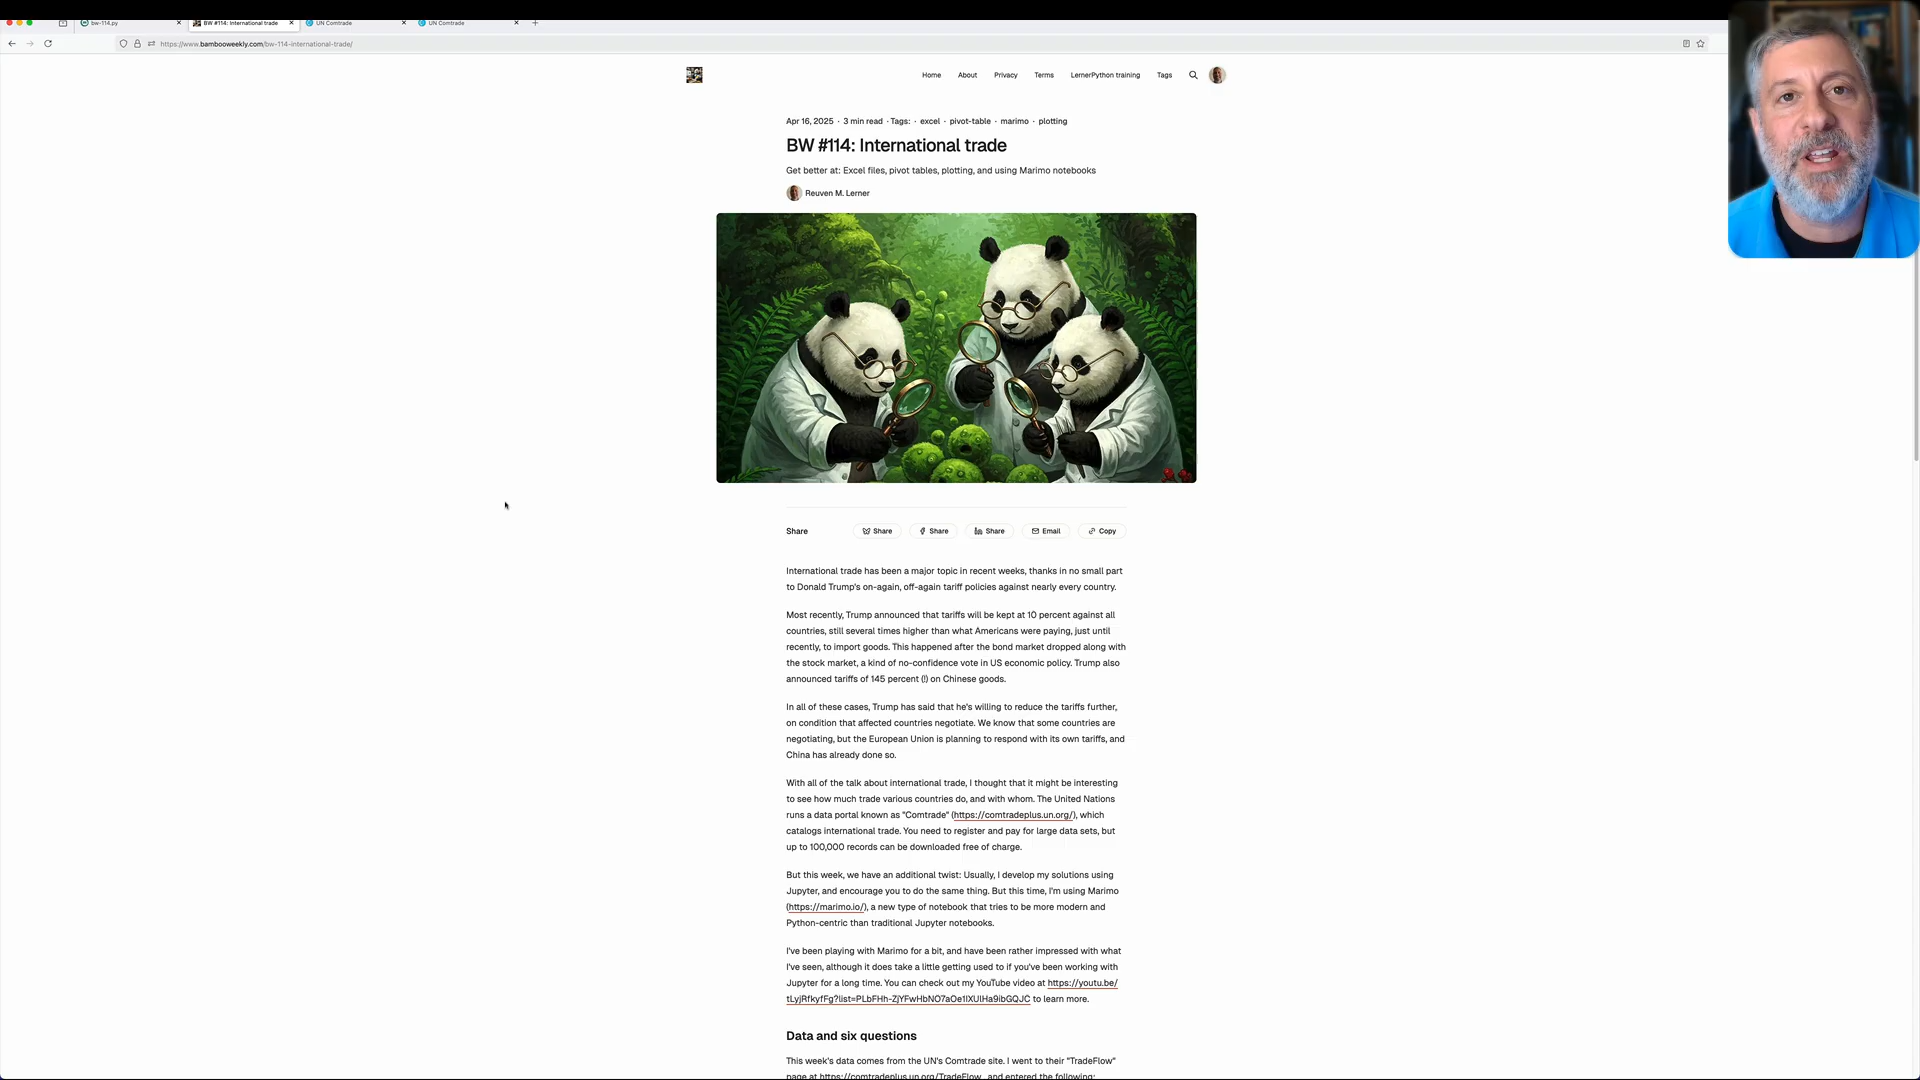 bw-114.py
BW #114: International trade
UN Comtrade
UN Comtrade
https://www.bambooweekly.com/bw-114-international-trade/
Home About Privacy Terms LernerPython training Tags
Apr 16, 2025 · 3 min read · Tags: · excel · pivot-table · marimo · plotting
BW #114: International trade
Get better at: Excel files, pivot tables, plotting, and using Marimo notebooks
Reuven M. Lerner
Share Share Share Share Email Copy
International trade has been a major topic in recent weeks, thanks in no small part
to Donald Trump's on-again, off-again tariff policies against nearly every country.
Most recently, Trump announced that tariffs will be kept at 10 percent against all
countries, still several times higher than what Americans were paying, just until
recently, to import goods. This happened after the bond market dropped along with
the stock market, a kind of no-confidence vote in US economic policy. Trump also
announced tariffs of 145 percent (!) on Chinese goods.
In all of these cases, Trump has said that he's willing to reduce the tariffs further,
on condition that affected countries negotiate. We know that some countries are
negotiating, but the European Union is planning to respond with its own tariffs, and
China has already done so.
With all of the talk about international trade, I thought that it might be interesting
to see how much trade various countries do, and with whom. The United Nations
runs a data portal known as "Comtrade" (https://comtradeplus.un.org/), which
catalogs international trade. You need to register and pay for large data sets, but
up to 100,000 records can be downloaded free of charge.
But this week, we have an additional twist: Usually, I develop my solutions using
Jupyter, and encourage you to do the same thing. But this time, I'm using Marimo
(https://marimo.io/), a new type of notebook that tries to be more modern and
Python-centric than traditional Jupyter notebooks.
I've been playing with Marimo for a bit, and have been rather impressed with what
I've seen, although it does take a little getting used to if you've been working with
Jupyter for a long time. You can check out my YouTube video at https://youtu.be/
tLyjRfkyfFg?list=PLbFHh-ZjYFwHbNO7aOe1IXUlHa9ibGQJC to learn more.
Data and six questions
This week's data comes from the UN's Comtrade site. I went to their "TradeFlow"
page at https://comtradeplus.un.org/TradeFlow , and entered the following: